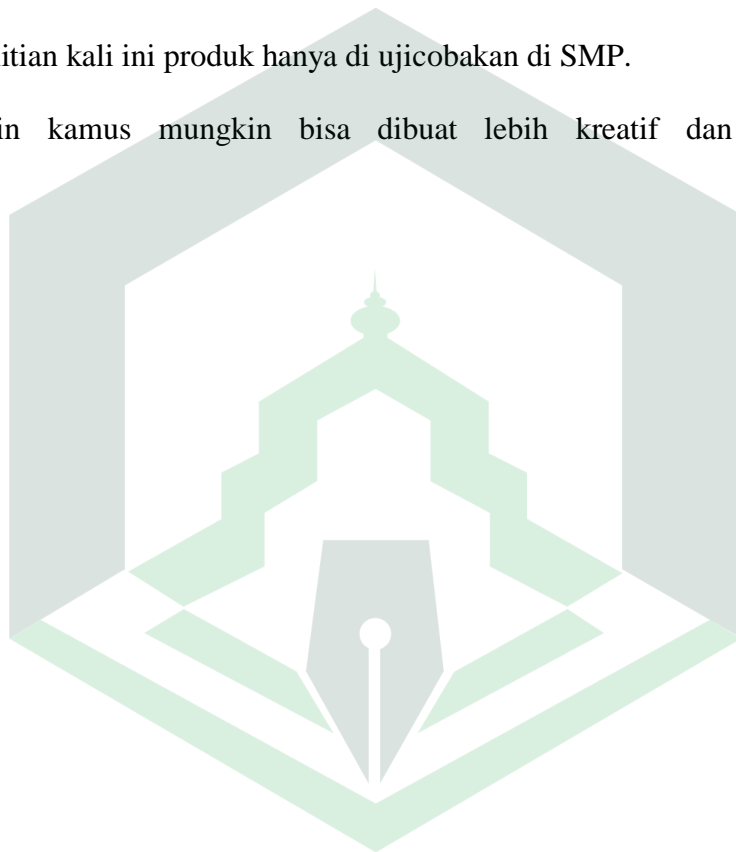 itian kali ini produk hanya di ujicobakan di SMP.
in kamus mungkin bisa dibuat lebih kreatif dan